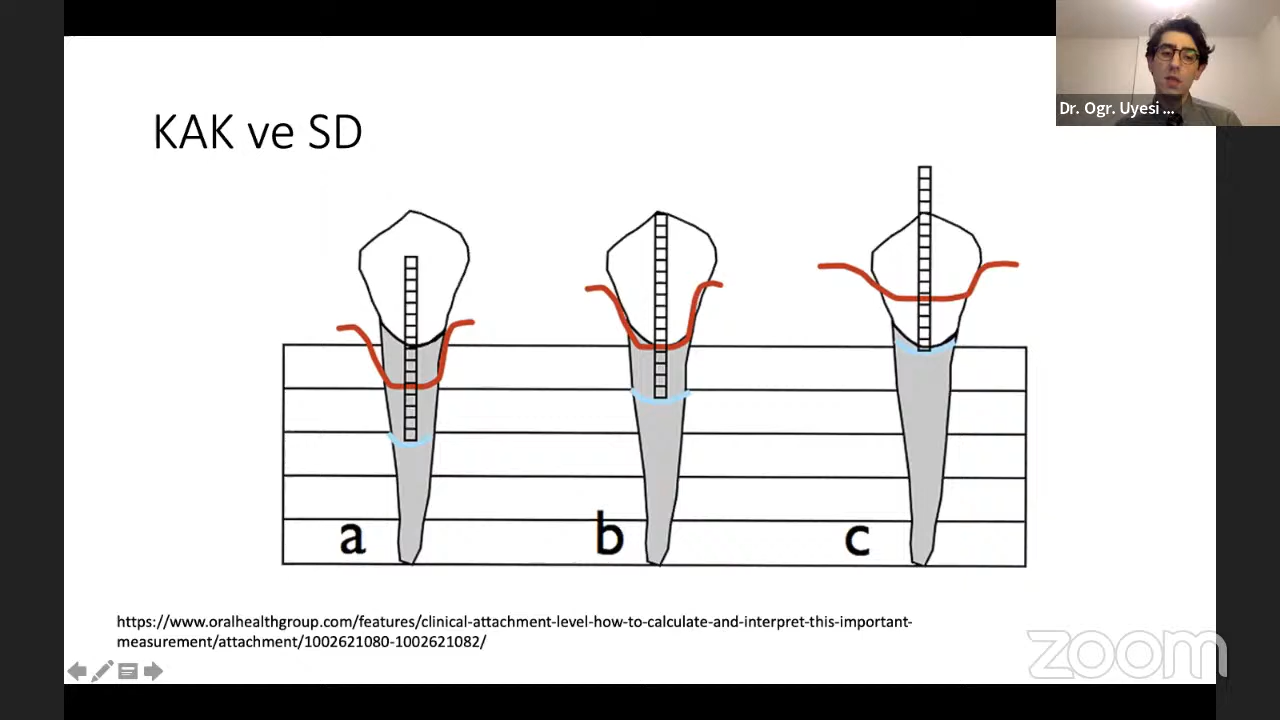 KAK ve SD
Dr. Ogr. Uyesi ...
a
b
c
https://www.oralhealthgroup.com/features/clinical-attachment-level-how-to-calculate-and-interpret-this-important-
measurement/attachment/1002621080-1002621082/
zoom